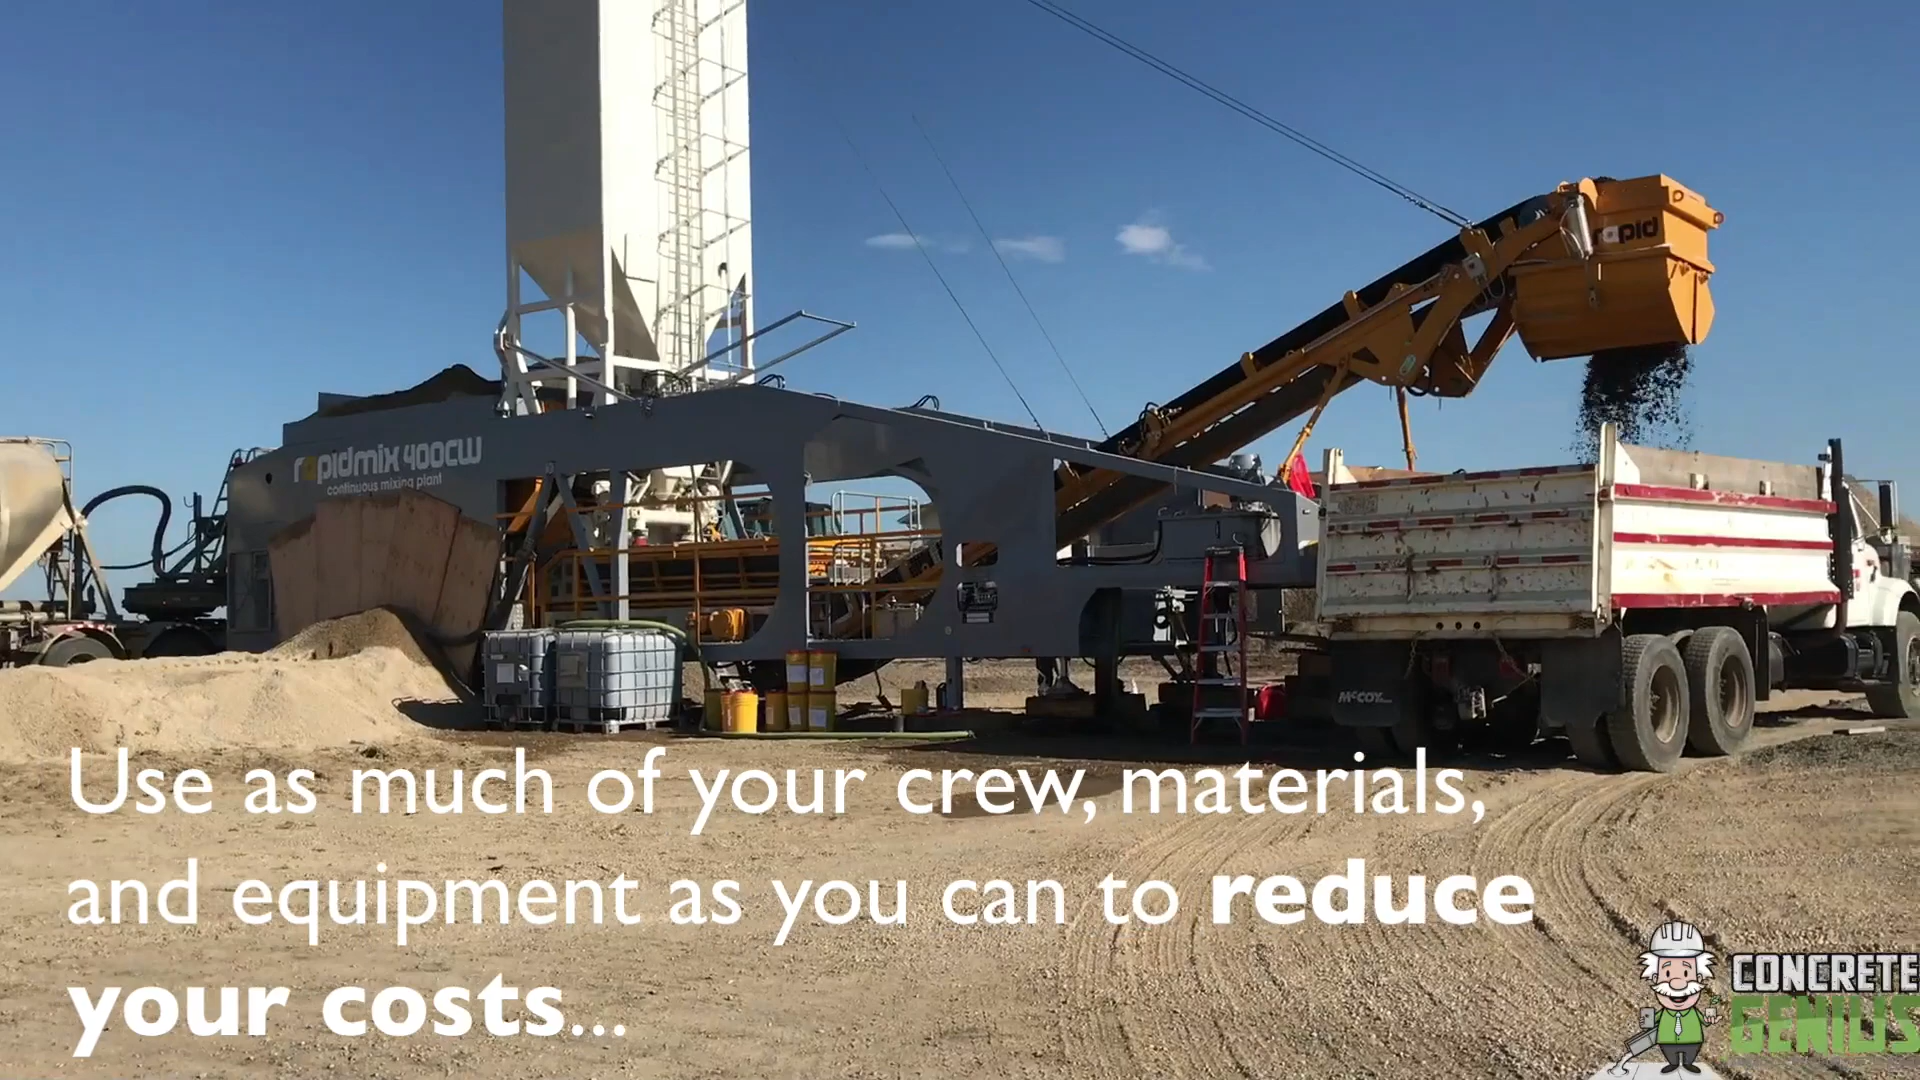 rapid
rapidmix 400CW
continuous mixing plant
McCOY
Use as much of your crew, materials,
and equipment as you can to reduce
your costs...
CONCRETE
GENIUS